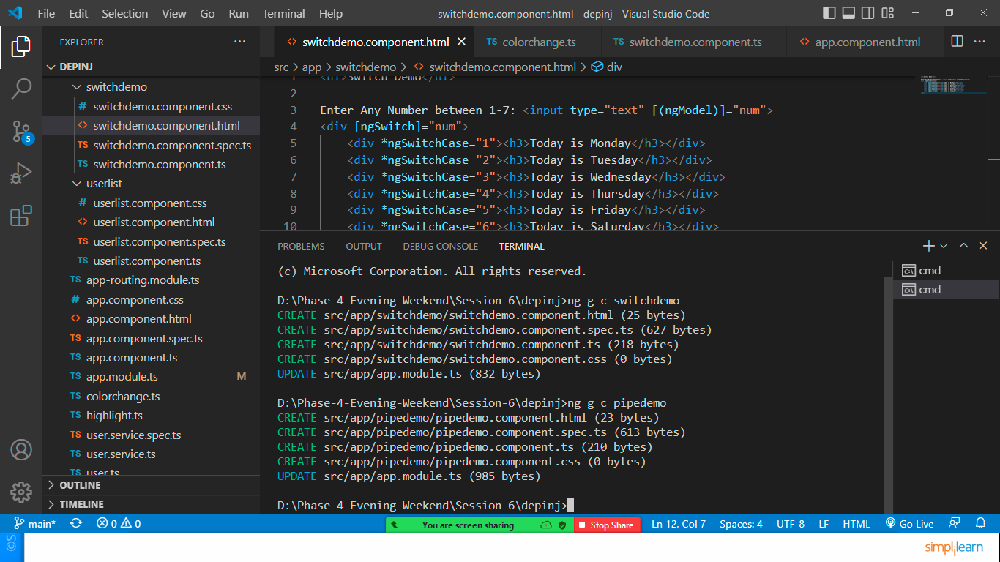 File Edit Selection View Go Run Terminal Help
switchdemo.component.html - depinj - Visual Studio Code
EXPLORER
DEPINJ
switchdemo
# switchdemo.component.css
<> switchdemo.component.html
TS switchdemo.component.spec.ts
TS switchdemo.component.ts
userlist
# userlist.component.css
<> userlist.component.html
TS userlist.component.spec.ts
TS userlist.component.ts
TS app-routing.module.ts
# app.component.css
<> app.component.html
TS app.component.spec.ts
TS app.component.ts
TS app.module.ts M
TS colorchange.ts
TS highlight.ts
TS user.service.spec.ts
TS user.service.ts
TS user.ts
OUTLINE
TIMELINE
5
<> switchdemo.component.html TS colorchange.ts TS switchdemo.component.ts <> app.component.html
src > app > switchdemo > <> switchdemo.component.html > div
1 <h1>Switch Demo</h1>
2
3 Enter Any Number between 1-7: <input type="text" [(ngModel)]="num">
4 <div [ngSwitch]="num">
5 <div *ngSwitchCase="1"><h3>Today is Monday</h3></div>
6 <div *ngSwitchCase="2"><h3>Today is Tuesday</h3></div>
7 <div *ngSwitchCase="3"><h3>Today is Wednesday</h3></div>
8 <div *ngSwitchCase="4"><h3>Today is Thursday</h3></div>
9 <div *ngSwitchCase="5"><h3>Today is Friday</h3></div>
10 <div *ngSwitchCase="6"><h3>Today is Saturday</h3></div>
PROBLEMS OUTPUT DEBUG CONSOLE TERMINAL
(c) Microsoft Corporation. All rights reserved.
D:\Phase-4-Evening-Weekend\Session-6\depinj>ng g c switchdemo
CREATE src/app/switchdemo/switchdemo.component.html (25 bytes)
CREATE src/app/switchdemo/switchdemo.component.spec.ts (627 bytes)
CREATE src/app/switchdemo/switchdemo.component.ts (218 bytes)
CREATE src/app/switchdemo/switchdemo.component.css (0 bytes)
UPDATE src/app/app.module.ts (832 bytes)
D:\Phase-4-Evening-Weekend\Session-6\depinj>ng g c pipedemo
CREATE src/app/pipedemo/pipedemo.component.html (23 bytes)
CREATE src/app/pipedemo/pipedemo.component.spec.ts (613 bytes)
CREATE src/app/pipedemo/pipedemo.component.ts (210 bytes)
CREATE src/app/pipedemo/pipedemo.component.css (0 bytes)
UPDATE src/app/app.module.ts (985 bytes)
D:\Phase-4-Evening-Weekend\Session-6\depinj>
cmd
cmd
main* 0 0 You are screen sharing Stop Share Ln 12, Col 7 Spaces: 4 UTF-8 LF HTML Go Live
simplilearn